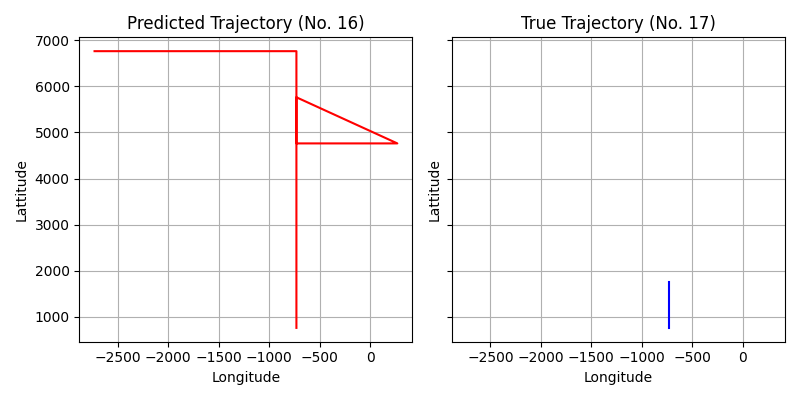 Predicted Trajectory (No. 16)
7000
6000
5000
4000
3000
2000
1000
Lattitude
−2500 −2000 −1500 −1000 −500 0
Longitude
True Trajectory (No. 17)
Lattitude
−2500 −2000 −1500 −1000 −500 0
Longitude